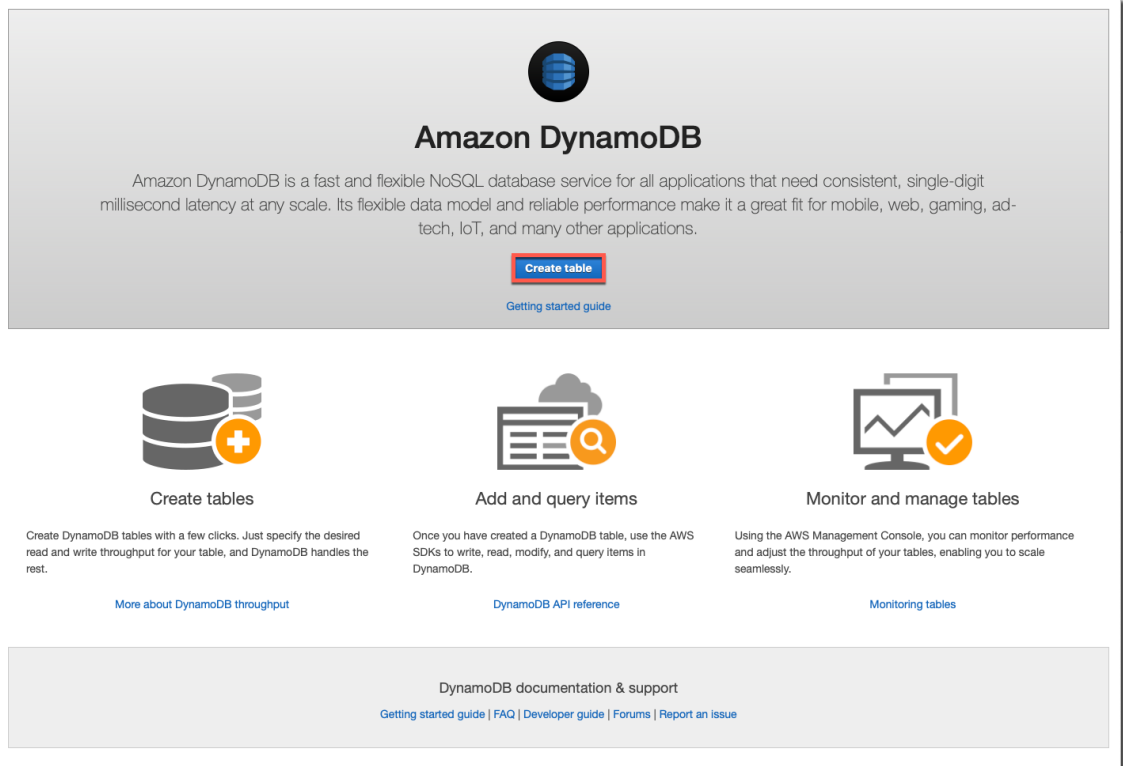 Amazon DynamoDB
Amazon DynamoDB is a fast and flexible NoSQL database service for all applications that need consistent, single-digit
millisecond latency at any scale. Its flexible data model and reliable performance make it a great fit for mobile, web, gaming, ad-
tech, IoT, and many other applications.
Create table
Getting started guide
Create tables
Create DynamoDB tables with a few clicks. Just specify the desired
read and write throughput for your table, and DynamoDB handles the
rest.
More about DynamoDB throughput
Add and query items
Once you have created a DynamoDB table, use the AWS
SDKs to write, read, modify, and query items in
DynamoDB.
DynamoDB API reference
Monitor and manage tables
Using the AWS Management Console, you can monitor performance
and adjust the throughput of your tables, enabling you to scale
seamlessly.
Monitoring tables
DynamoDB documentation & support
Getting started guide | FAQ | Developer guide | Forums | Report an issue